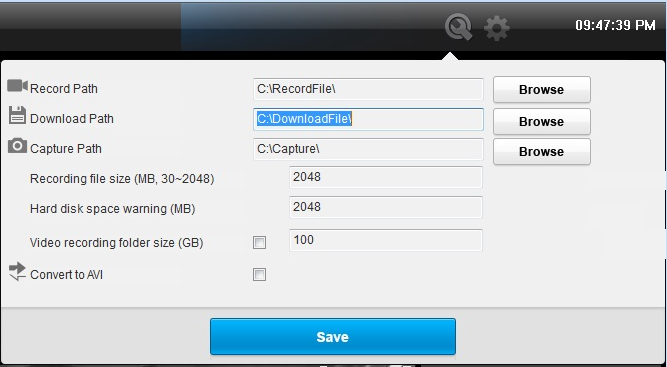 09:47:39 PM
Record Path C:\RecordFile\ Browse
Download Path C:\DownloadFile\ Browse
Capture Path C:\Capture\ Browse
Recording file size (MB, 30~2048) 2048
Hard disk space warning (MB) 2048
Video recording folder size (GB) 100
Convert to AVI
Save